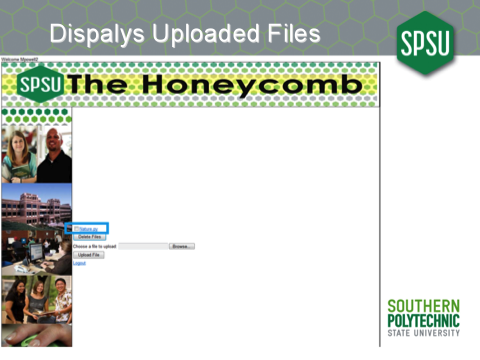 Dispalys Uploaded Files
SPSU
Welcome Mpowell2
SPSU The Honeycomb
Delete Files
Choose a file to upload
Browse...
Upload File
Logout
SOUTHERN
POLYTECHNIC
STATE UNIVERSITY